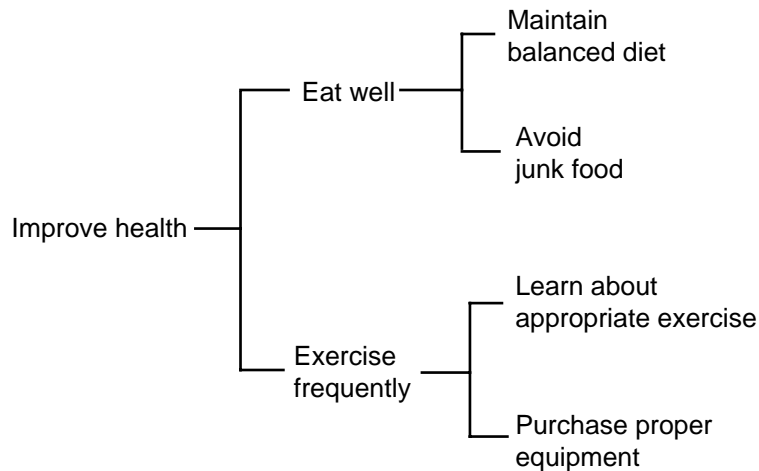 Maintain
balanced diet
Eat well
Avoid
junk food
Improve health
Learn about
appropriate exercise
Exercise
frequently
Purchase proper
equipment